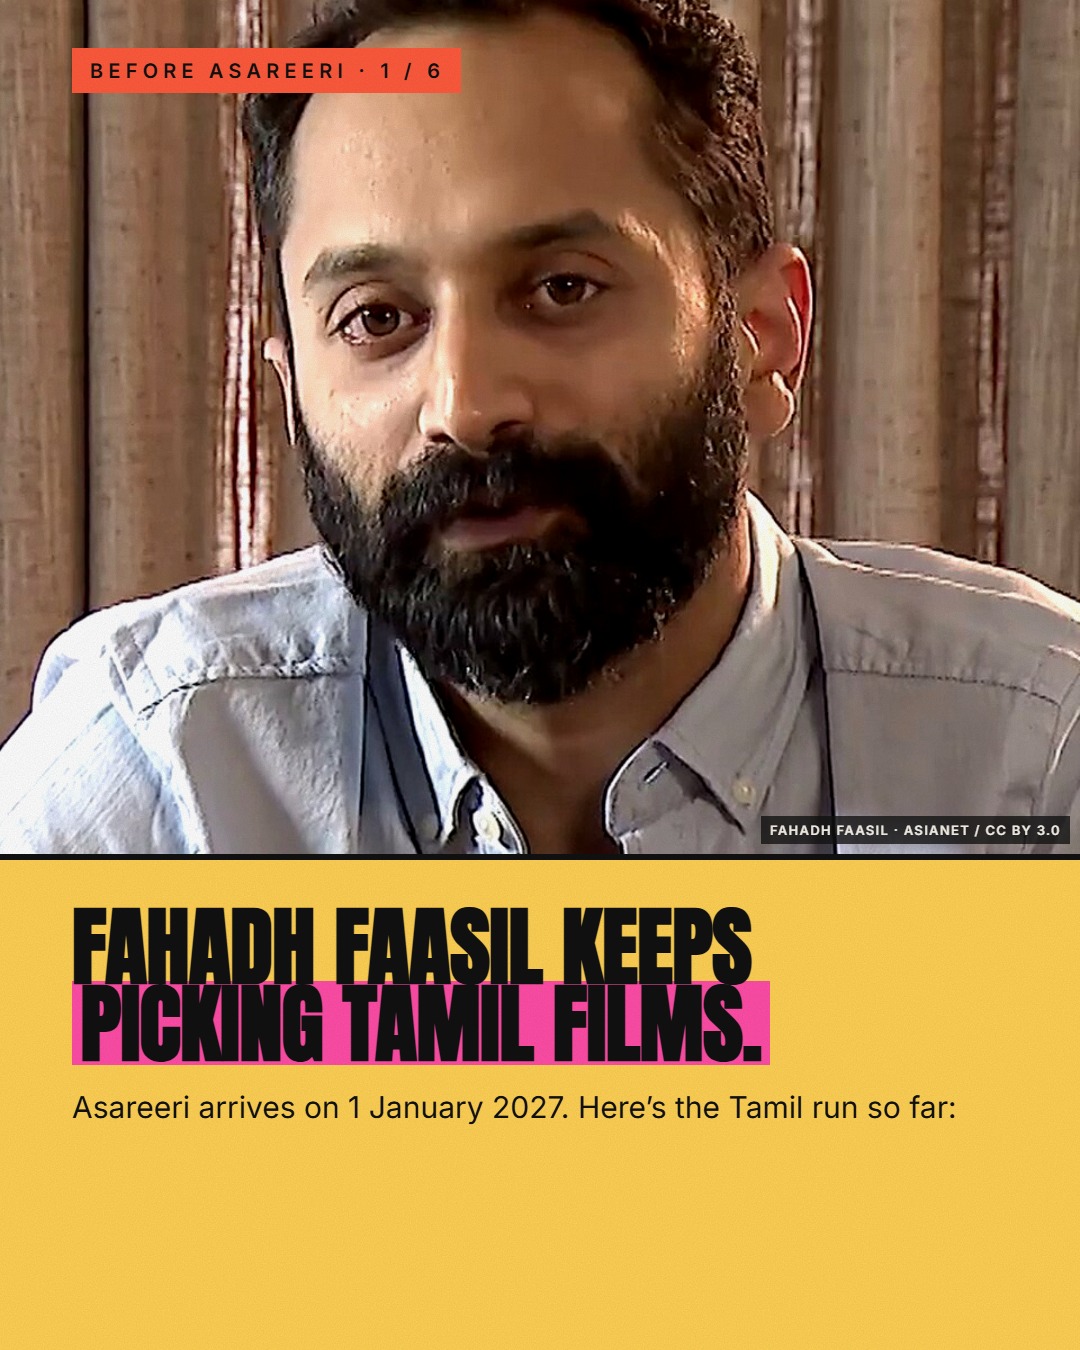 BEFORE ASAREERI · 1 / 6
FAHADH FAASIL · ASIANET / CC BY 3.0
FAHADH FAASIL KEEPS
PICKING TAMIL FILMS.
Asareeri arrives on 1 January 2027. Here’s the Tamil run so far: